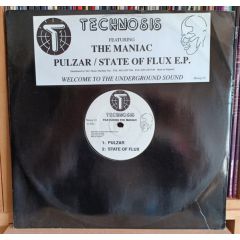 TECHNOSIS
FEATURING
THE MANIAC
PULZAR / STATE OF FLUX E.P.
WELCOME TO THE UNDERGROUND SOUND
TECHNOSIS
FEATURING THE MANIAC
1: PULZAR
2: STATE OF FLUX